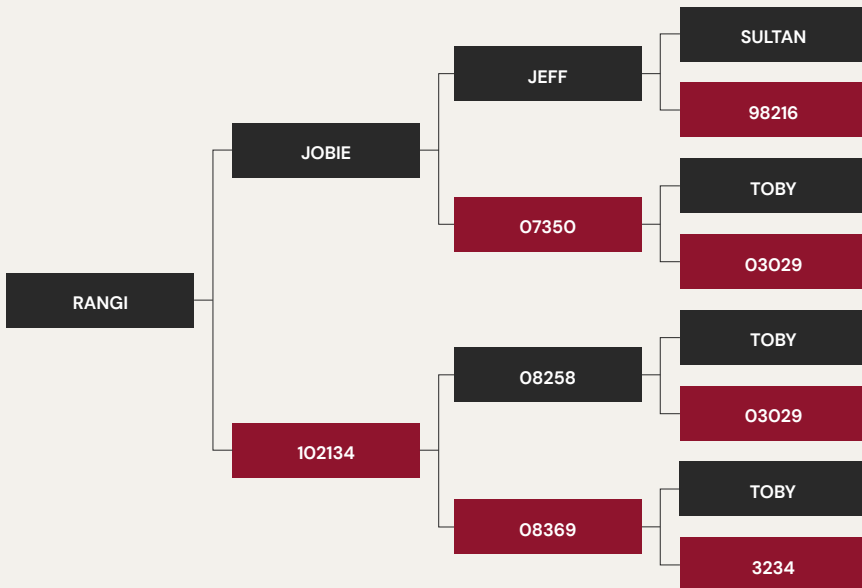 SULTAN
JEFF
98216
JOBIE
TOBY
07350
03029
RANGI
TOBY
08258
03029
102134
TOBY
08369
3234